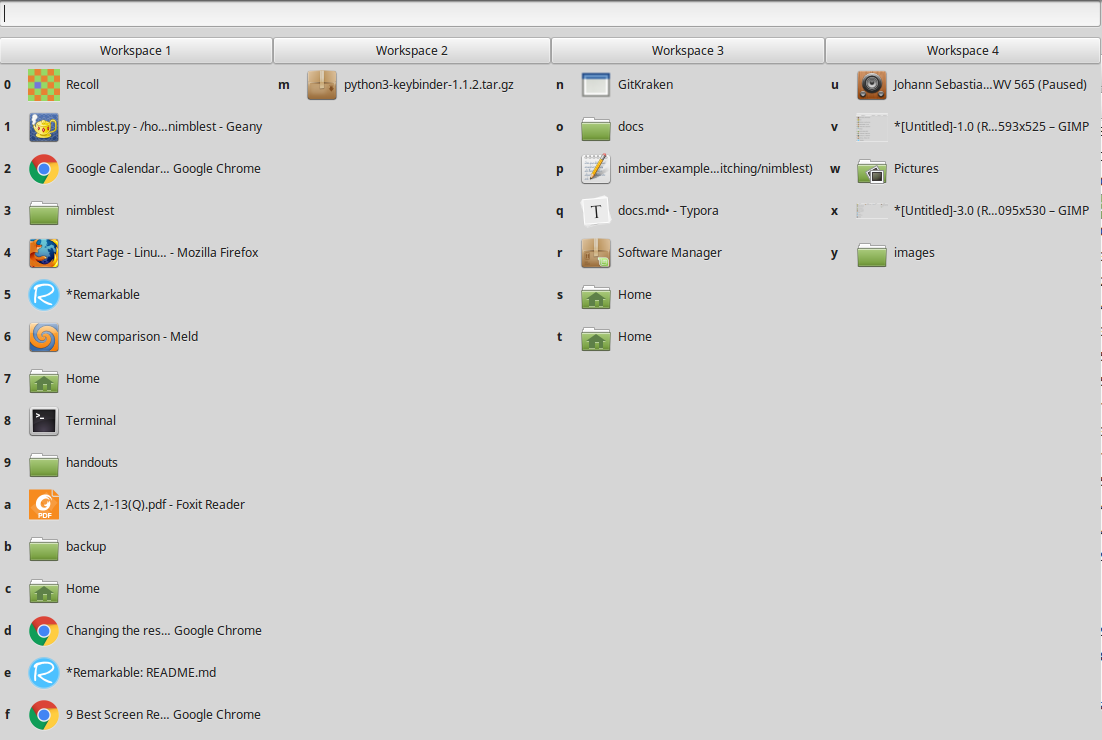 Workspace 1 Workspace 2 Workspace 3 Workspace 4
0 Recoll m python3-keybinder-1.1.2.tar.gz n GitKraken u Johann Sebastia...WV 565 (Paused)
1 nimblest.py - /ho...nimblest - Geany o docs v *[Untitled]-1.0 (R...593x525 – GIMP
2 Google Calendar... Google Chrome p nimber-example...itching/nimblest) w Pictures
3 nimblest q T docs.md• - Typora x *[Untitled]-3.0 (R...095x530 – GIMP
4 Start Page - Linu... - Mozilla Firefox r Software Manager y images
5 R *Remarkable s Home
6 New comparison - Meld t Home
7 Home
8 >_ Terminal
9 handouts
a G PDF Acts 2,1-13(Q).pdf - Foxit Reader
b backup
c Home
d Changing the res... Google Chrome
e R *Remarkable: README.md
f 9 Best Screen Re... Google Chrome